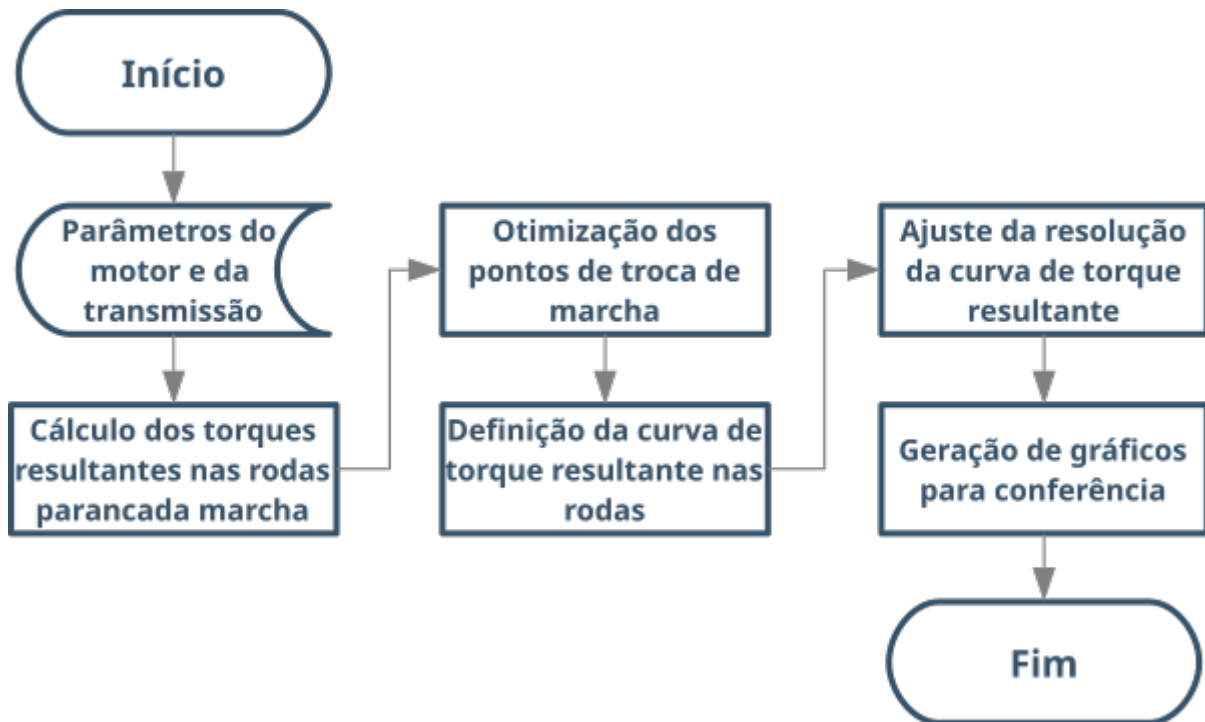 Início
Parâmetros do
motor e da
transmissão
Cálculo dos torques
resultantes nas rodas
parancada marcha
Otimização dos
pontos de troca de
marcha
Definição da curva de
torque resultante nas
rodas
Ajuste da resolução
da curva de torque
resultante
Geração de gráficos
para conferência
Fim